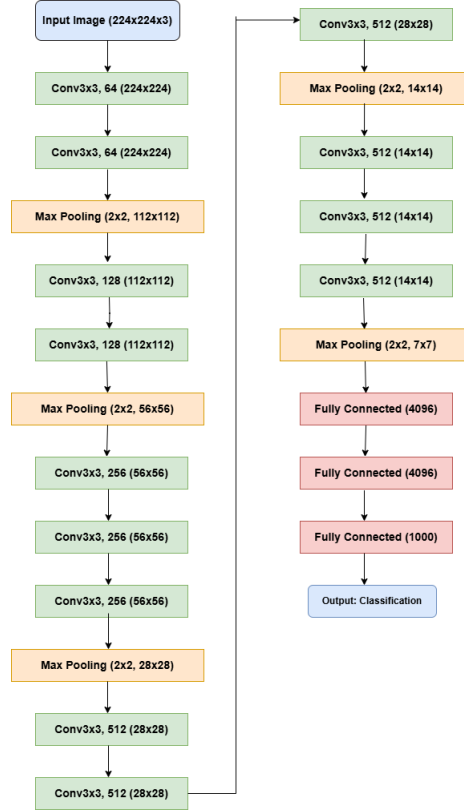 Input Image (224x224x3)
Conv3x3, 64 (224x224)
Conv3x3, 64 (224x224)
Max Pooling (2x2, 112x112)
Conv3x3, 128 (112x112)
Conv3x3, 128 (112x112)
Max Pooling (2x2, 56x56)
Conv3x3, 256 (56x56)
Conv3x3, 256 (56x56)
Conv3x3, 256 (56x56)
Max Pooling (2x2, 28x28)
Conv3x3, 512 (28x28)
Conv3x3, 512 (28x28)
Conv3x3, 512 (28x28)
Max Pooling (2x2, 14x14)
Conv3x3, 512 (14x14)
Conv3x3, 512 (14x14)
Conv3x3, 512 (14x14)
Max Pooling (2x2, 7x7)
Fully Connected (4096)
Fully Connected (4096)
Fully Connected (1000)
Output: Classification